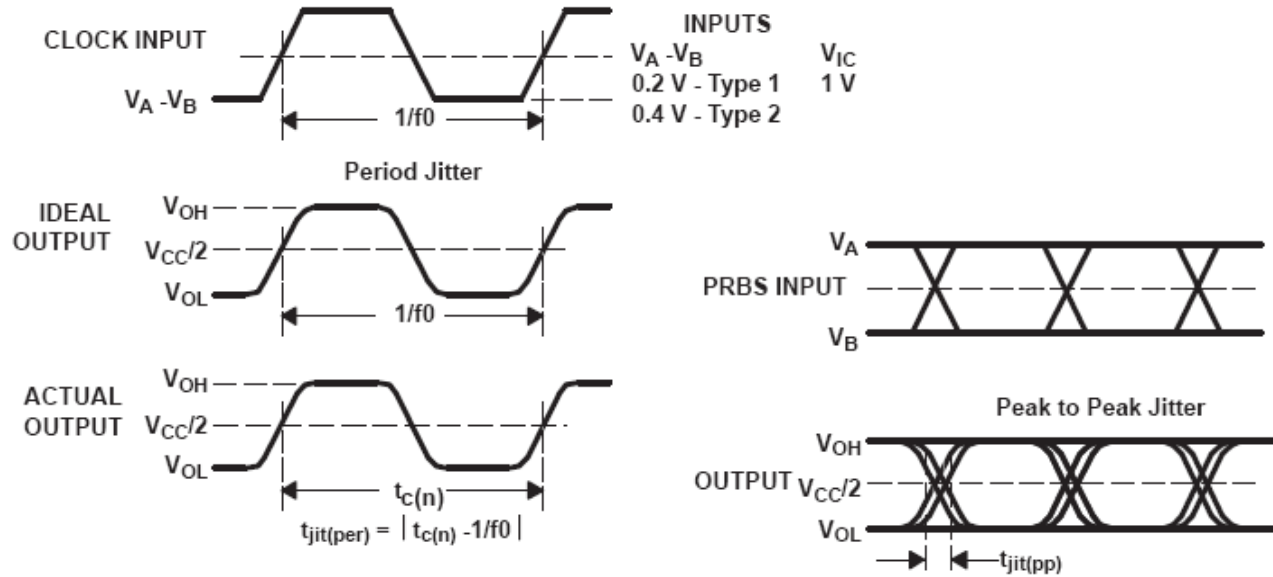 CLOCK INPUT
V_A -V_B
1/f0
INPUTS
V_A -V_B V_IC
0.2 V - Type 1 1 V
0.4 V - Type 2
Period Jitter
IDEAL
OUTPUT
V_OH
V_CC/2
V_OL
1/f0
ACTUAL
OUTPUT
V_OH
V_CC/2
V_OL
t_c(n)
t_jit(per) = | t_c(n) -1/f0 |
V_A
PRBS INPUT
V_B
Peak to Peak Jitter
V_OH
OUTPUT V_CC/2
V_OL
t_jit(pp)